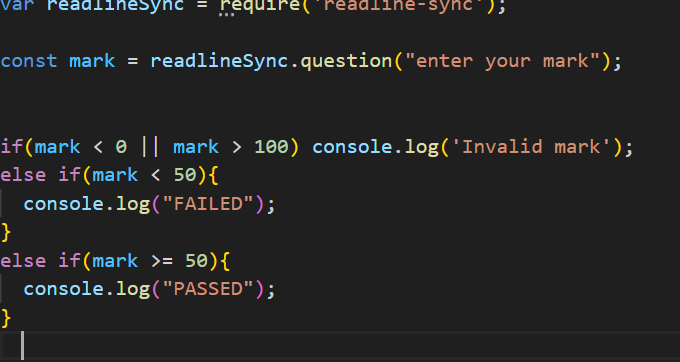 var readlineSync = require('readline-sync');
const mark = readlineSync.question("enter your mark");
if(mark < 0 || mark > 100) console.log('Invalid mark');
else if(mark < 50){
  console.log("FAILED");
}
else if(mark >= 50){
  console.log("PASSED");
}